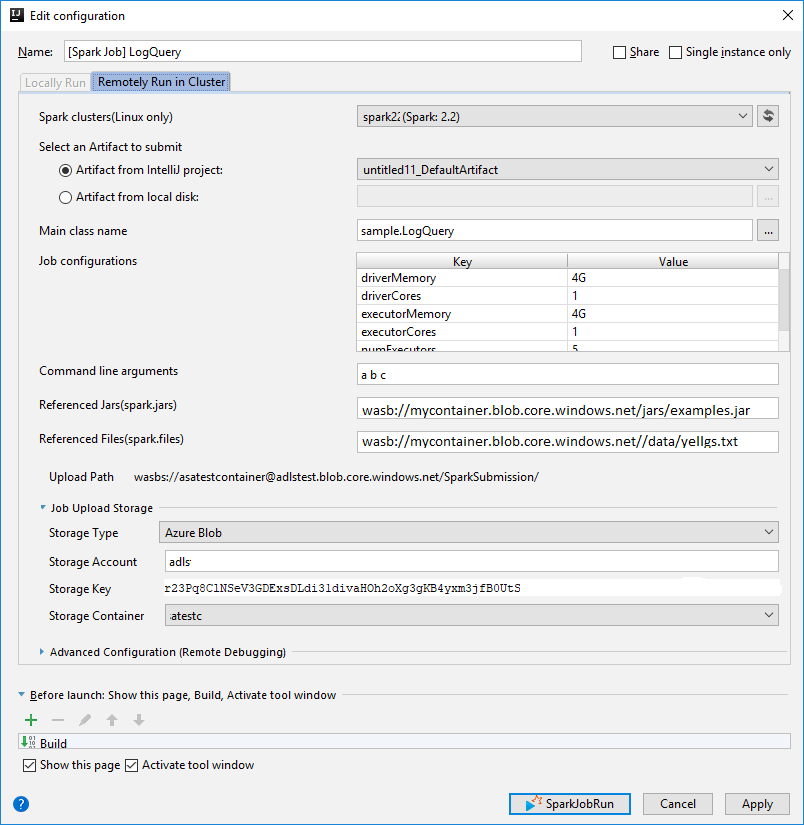 Edit configuration
Name: [Spark Job] LogQuery Share Single instance only
Locally Run Remotely Run in Cluster
Spark clusters(Linux only) spark22 (Spark: 2.2)
Select an Artifact to submit
Artifact from IntelliJ project: untitled11_DefaultArtifact
Artifact from local disk: ...
Main class name sample.LogQuery ...
Job configurations Key Value
driverMemory 4G
driverCores 1
executorMemory 4G
executorCores 1
numExecutors 5
Command line arguments a b c
Referenced Jars(spark.jars) wasb://mycontainer.blob.core.windows.net/jars/examples.jar
Referenced Files(spark.files) wasb://mycontainer.blob.core.windows.net//data/yellgs.txt
Upload Path wasbs://asatestcontainer@adlstest.blob.core.windows.net/SparkSubmission/
Job Upload Storage
Storage Type Azure Blob
Storage Account adls
Storage Key r23Pq8ClNSeV3GDExsDLdi3ldivaHOh2oXg3gKB4yxm3jfB0UtS
Storage Container atestc
Advanced Configuration (Remote Debugging)
Before launch: Show this page, Build, Activate tool window
Build
Show this page Activate tool window
? SparkJobRun Cancel Apply